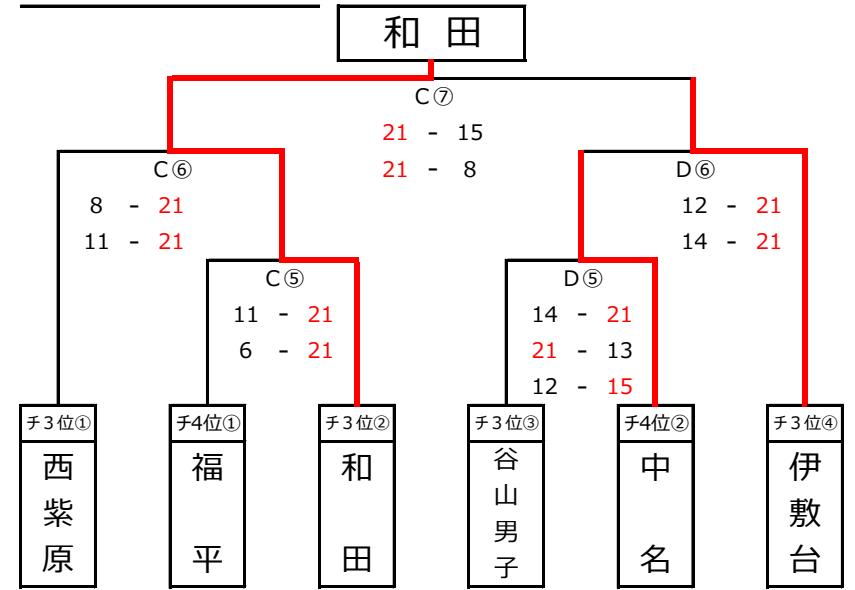 和 田
C⑦
21 - 15
21 - 8
C⑥
8 - 21
11 - 21
D⑥
12 - 21
14 - 21
C⑤
11 - 21
6 - 21
D⑤
14 - 21
21 - 13
12 - 15
チ3位①
チ4位①
チ3位②
チ3位③
チ4位②
チ3位④
西紫原
福平
和田
谷山男子
中名
伊敷台